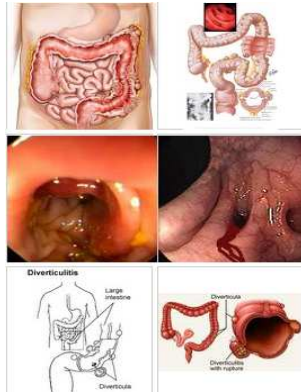 Diverticulitis
Large
intestine
Diverticula
Diverticula
Diverticulitis
with rupture